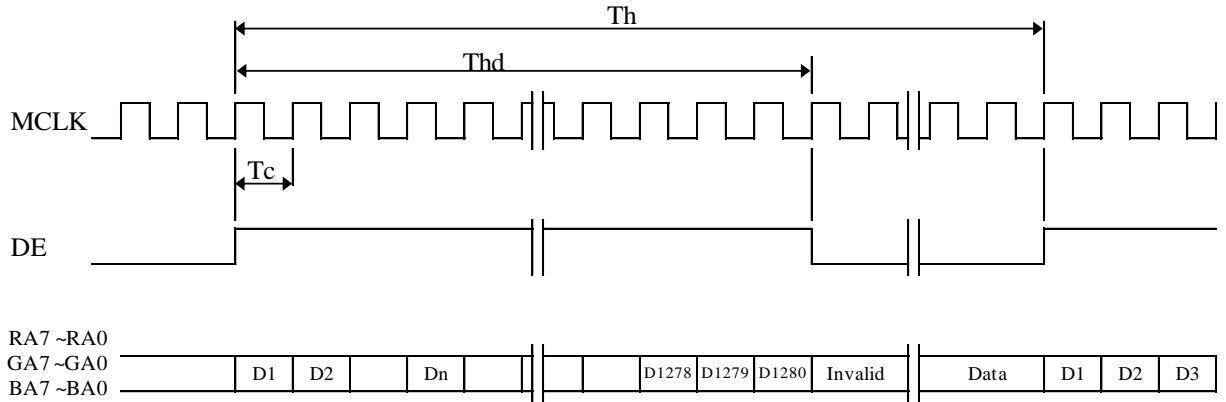 Th
Thd
MCLK
Tc
DE
RA7 ~RA0
GA7 ~GA0
BA7 ~BA0
D1 D2 Dn D1278 D1279 D1280 Invalid Data D1 D2 D3